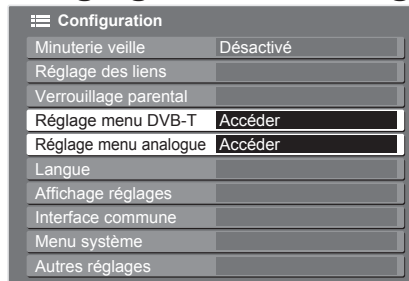 Configuration
Minuterie veille Désactivé
Réglage des liens
Verrouillage parental
Réglage menu DVB-T Accéder
Réglage menu analogue Accéder
Langue
Affichage réglages
Interface commune
Menu système
Autres réglages